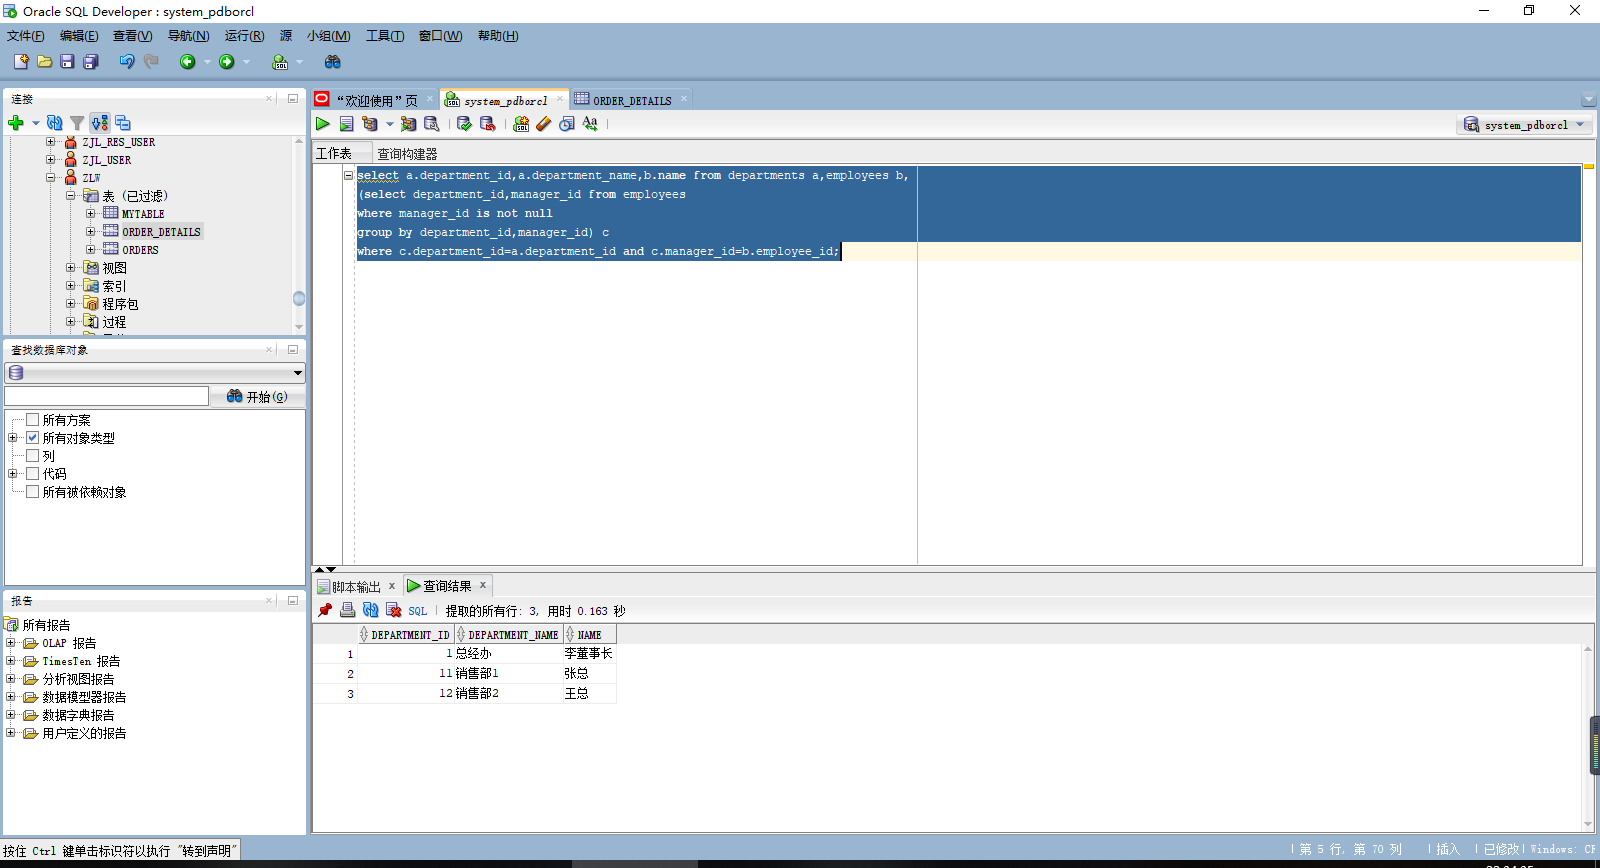 Oracle SQL Developer : system_pdborcl
文件(F) 编辑(E) 查看(V) 导航(N) 运行(R) 源 小组(M) 工具(T) 窗口(W) 帮助(H)
连接
ZJL_RES_USER
ZJL_USER
ZLW
表 (已过滤)
MYTABLE
ORDER_DETAILS
ORDERS
视图
索引
程序包
过程
查找数据库对象
开始(G)
所有方案
所有对象类型
列
代码
所有被依赖对象
报告
所有报告
OLAP 报告
TimesTen 报告
分析视图报告
数据模型器报告
数据字典报告
用户定义的报告
“欢迎使用”页 system_pdborcl ORDER_DETAILS
system_pdborcl
工作表 查询构建器
select a.department_id,a.department_name,b.name from departments a,employees b,
(select department_id,manager_id from employees
where manager_id is not null
group by department_id,manager_id) c
where c.department_id=a.department_id and c.manager_id=b.employee_id;
脚本输出 查询结果
SQL 提取的所有行: 3, 用时 0.163 秒
DEPARTMENT_ID DEPARTMENT_NAME NAME
1 1 总经办 李董事长
2 11 销售部1 张总
3 12 销售部2 王总
按住 Ctrl 键单击标识符以执行 "转到声明"
第 5 行, 第 70 列 插入 已修改 Windows: CR